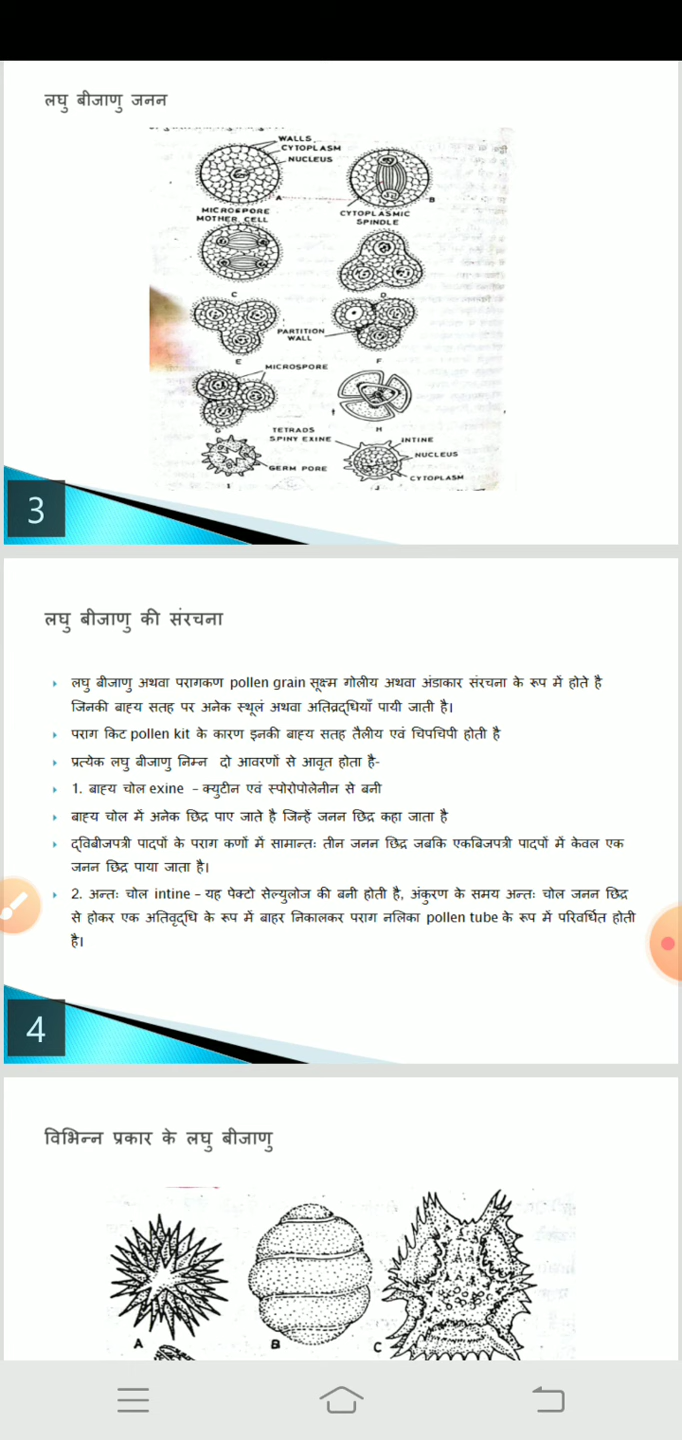 लघु बीजाणु जनन
WALLS
CYTOPLASM
NUCLEUS
A
B
MICROSPORE
MOTHER CELL
CYTOPLASMIC
SPINDLE
C
D
PARTITION
WALL
E
F
MICROSPORE
G
TETRADS
H
SPINY EXINE
INTINE
NUCLEUS
GERM PORE
CYTOPLASM
I
J
3
लघु बीजाणु की संरचना
लघु बीजाणु अथवा परागकण pollen grain सूक्ष्म गोलीय अथवा अंडाकार संरचना के रूप में होते है
जिनकी बाह्य सतह पर अनेक स्थूलं अथवा अतिव्रद्धियाँ पायी जाती है।
पराग किट pollen kit के कारण इनकी बाह्य सतह तैलीय एवं चिपचिपी होती है
प्रत्येक लघु बीजाणु निम्न दो आवरणों से आवृत होता है-
1. बाह्य चोल exine – क्युटीन एवं स्पोरोपोलेनीन से बनी
बाह्य चोल में अनेक छिद्र पाए जाते है जिन्हें जनन छिद्र कहा जाता है
द्विबीजपत्री पादपों के पराग कणों में सामान्तः तीन जनन छिद्र जबकि एकबिजपत्री पादपों में केवल एक
जनन छिद्र पाया जाता है।
2. अन्तः चोल intine – यह पेक्टो सेल्युलोज की बनी होती है, अंकुरण के समय अन्तः चोल जनन छिद्र
से होकर एक अतिवृद्धि के रूप में बाहर निकालकर पराग नलिका pollen tube के रूप में परिवर्धित होती
है।
4
विभिन्न प्रकार के लघु बीजाणु
A
B
C